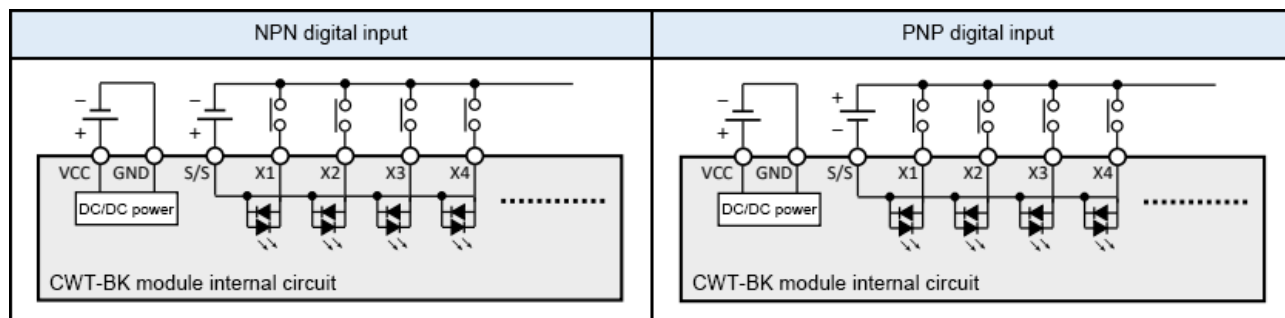 NPN digital input
PNP digital input
− −
+ +
VCC GND S/S X1 X2 X3 X4
DC/DC power
CWT-BK module internal circuit
− +
+ −
VCC GND S/S X1 X2 X3 X4
DC/DC power
CWT-BK module internal circuit